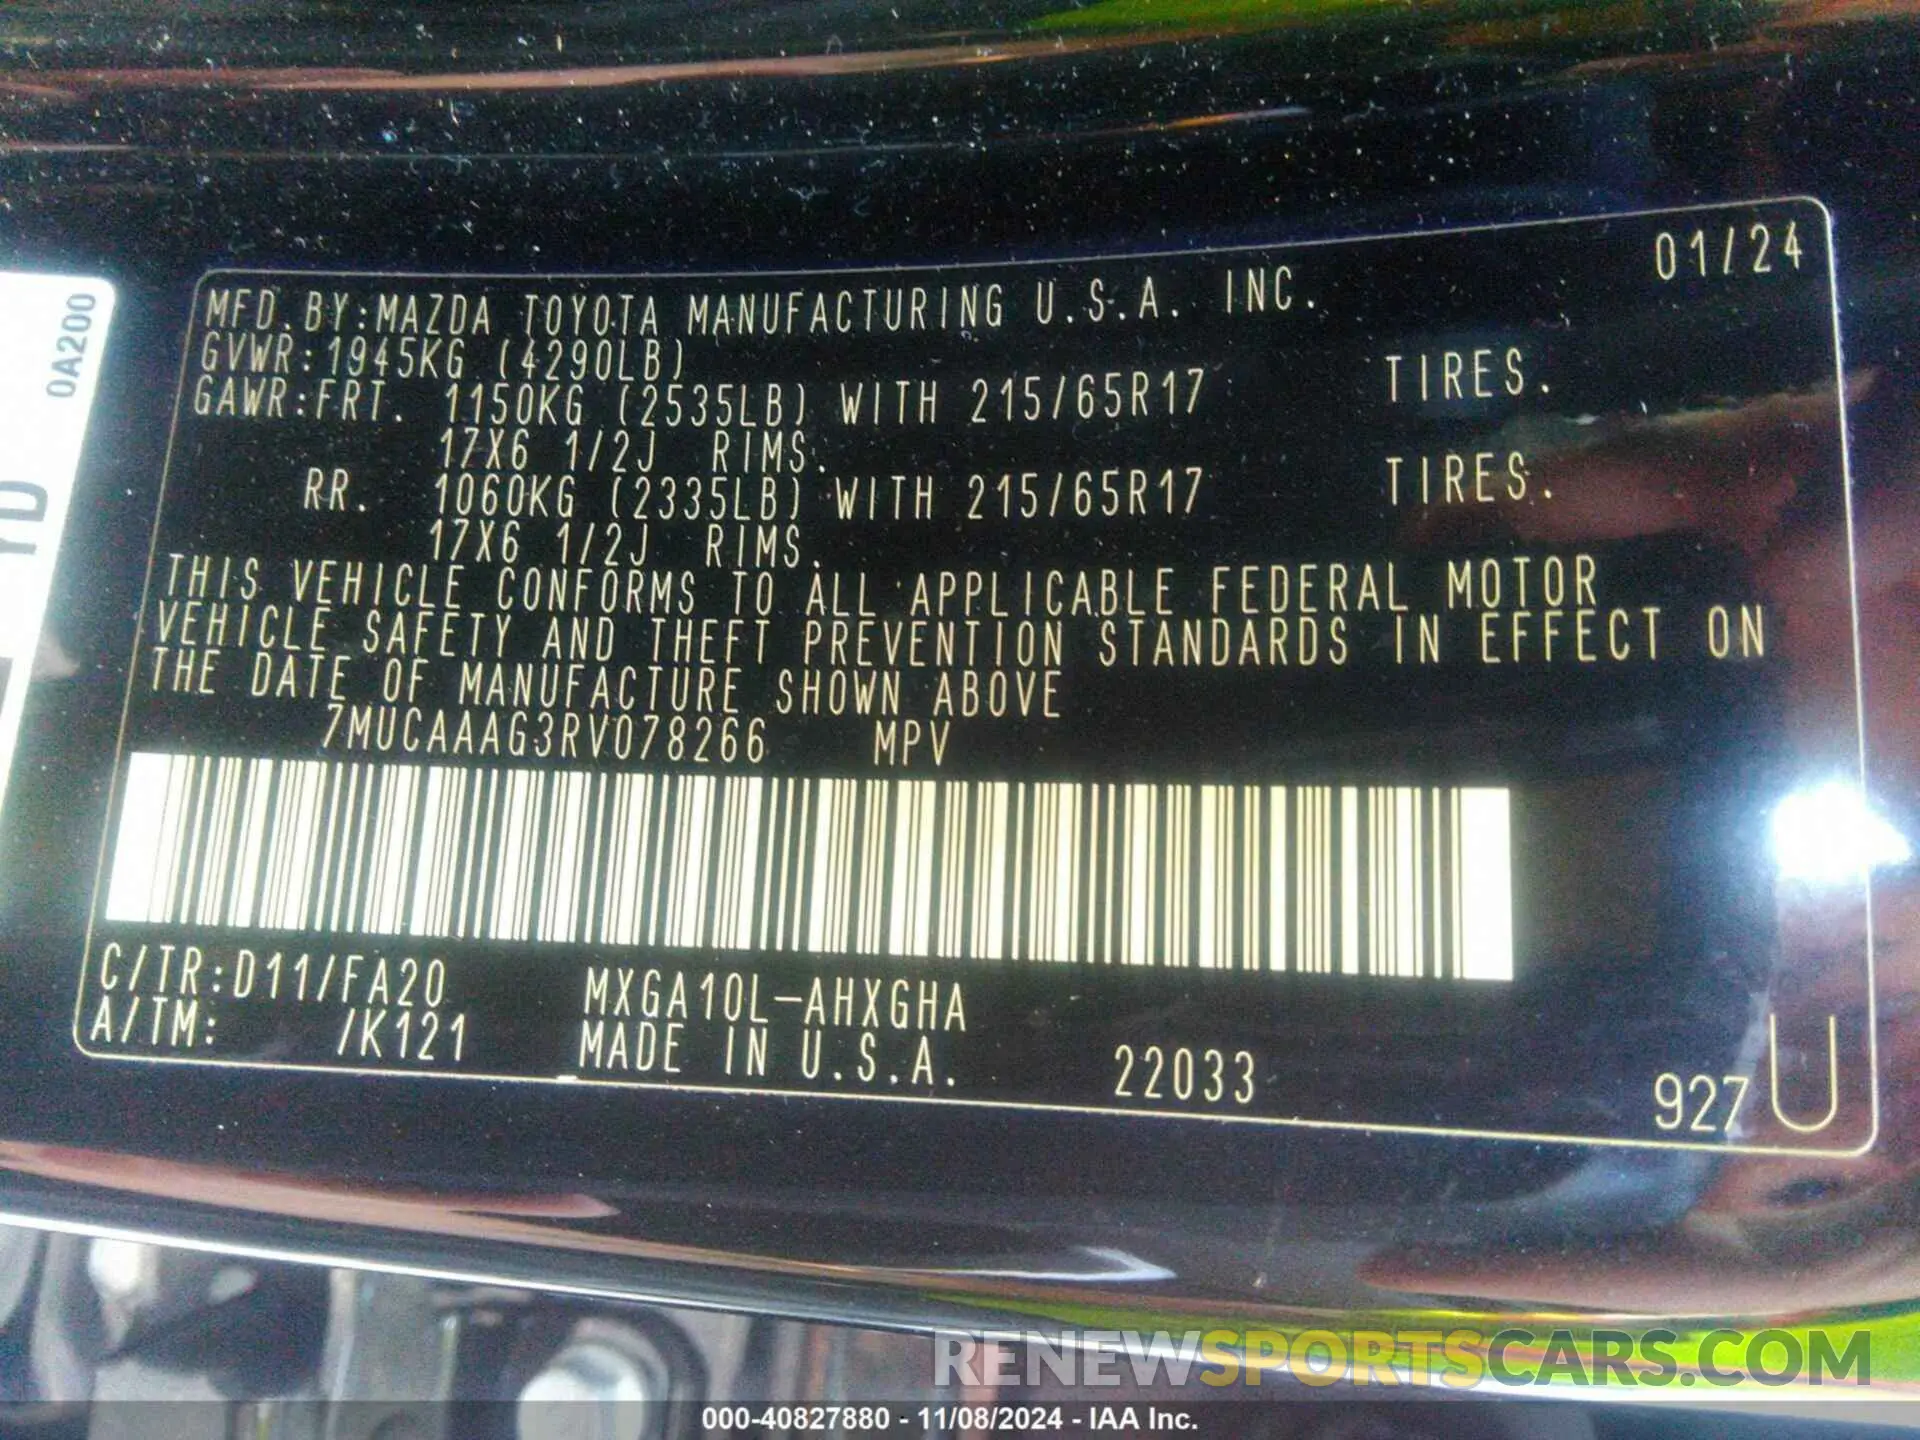 01/24
MFD. BY:MAZDA TOYOTA MANUFACTURING U.S.A. INC.
GVWR:1945KG (4290LB)
GAWR:FRT. 1150KG (2535LB) WITH 215/65R17 TIRES.
17X6 1/2J RIMS.
RR. 1060KG (2335LB) WITH 215/65R17 TIRES.
17X6 1/2J RIMS.
THIS VEHICLE CONFORMS TO ALL APPLICABLE FEDERAL MOTOR
VEHICLE SAFETY AND THEFT PREVENTION STANDARDS IN EFFECT ON
THE DATE OF MANUFACTURE SHOWN ABOVE
7MUCAAAG3RV078266 MPV
C/TR:D11/FA20 MXGA10L-AHXGHA
A/TM: /K121 MADE IN U.S.A. 22033
927 U
0A200
YD
RENEWSPORTSCARS.COM
000-40827880 - 11/08/2024 - IAA Inc.